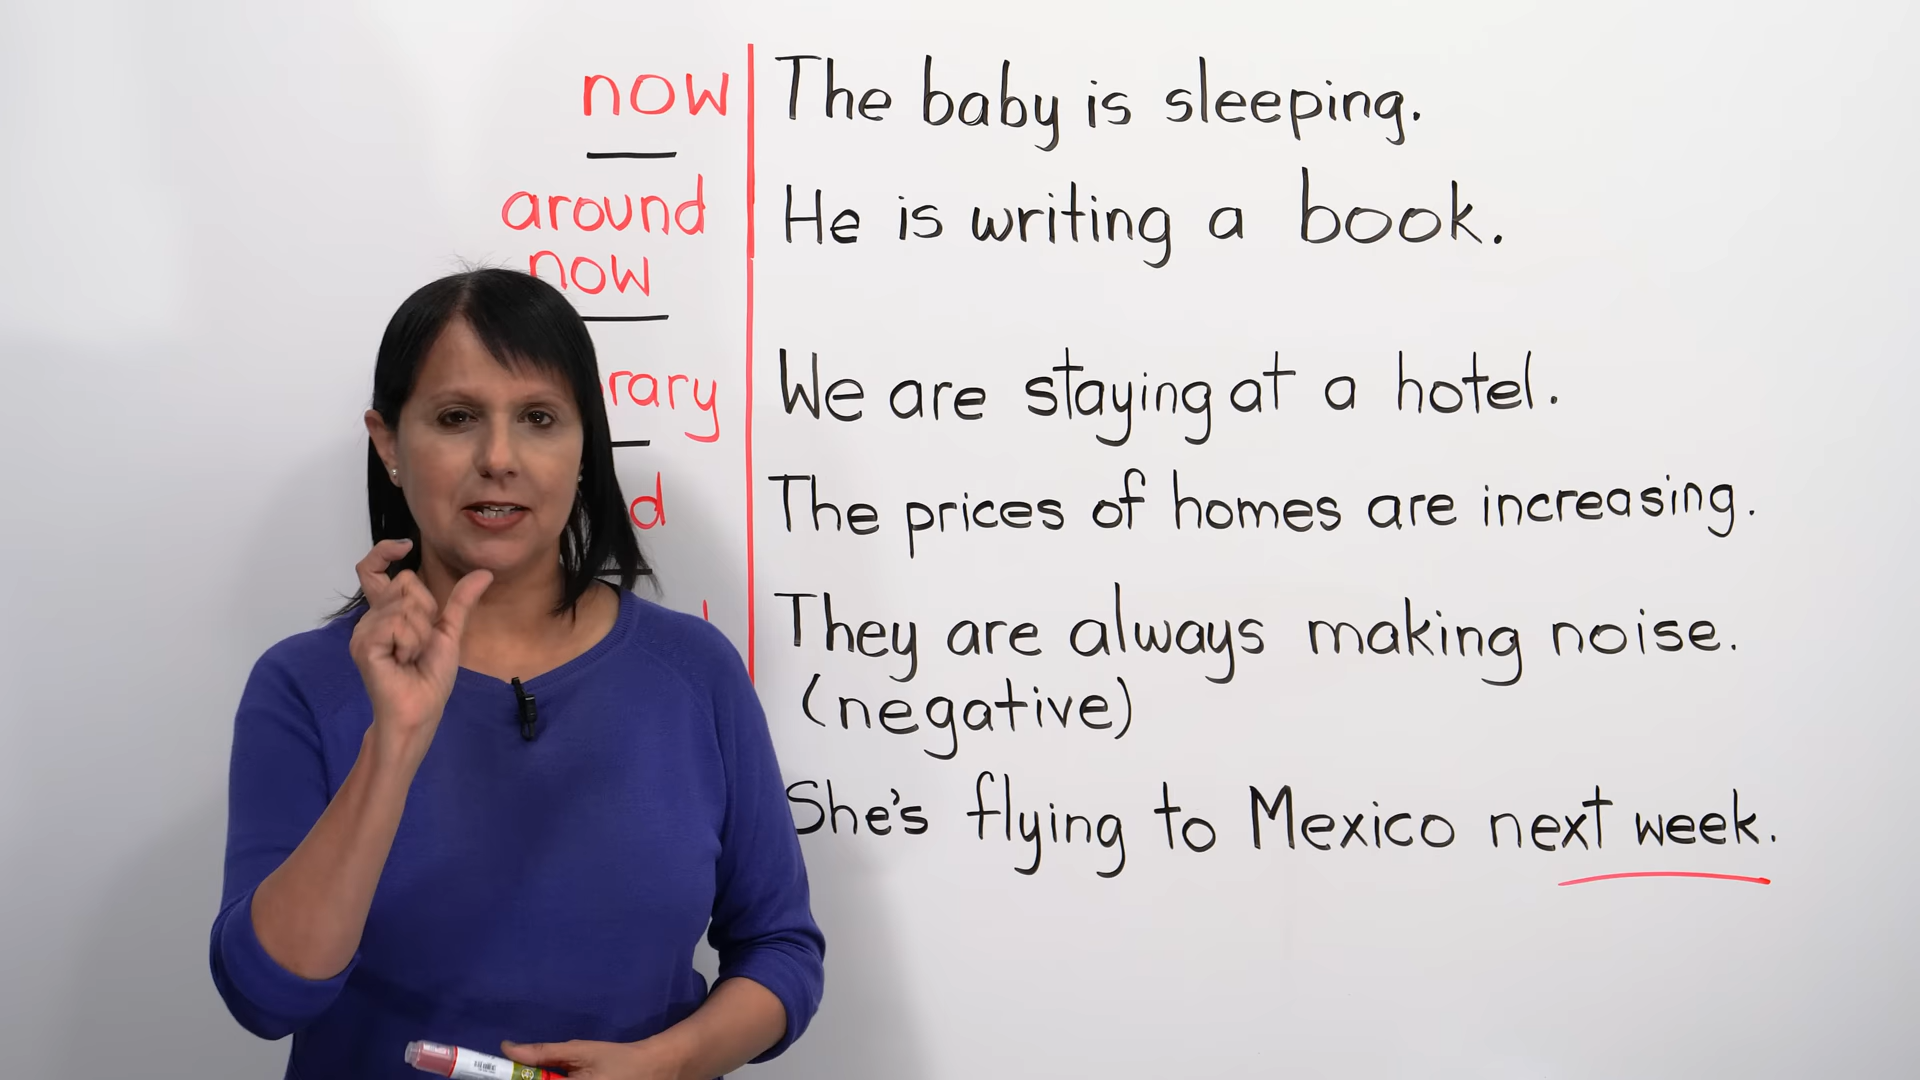 now The baby is sleeping.
around He is writing a book.
now
We are staying at a hotel.
The prices of homes are increasing.
They are always making noise.
(negative)
She's flying to Mexico next week.